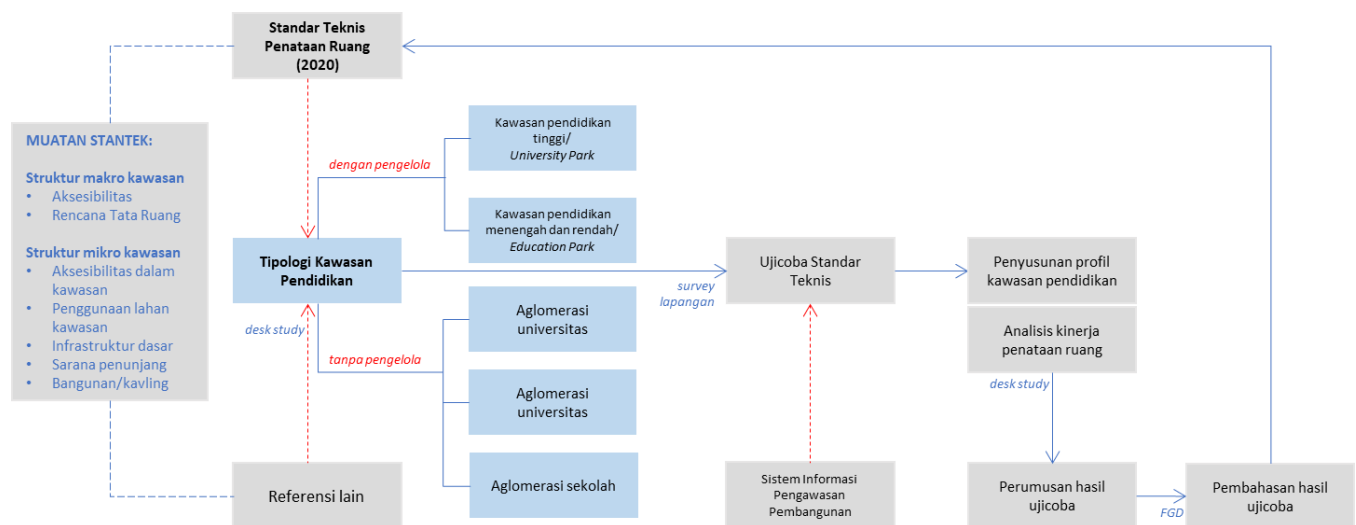 Standar Teknis
Penataan Ruang
(2020)
MUATAN STANTEK:
Struktur makro kawasan
• Aksesibilitas
• Rencana Tata Ruang
Struktur mikro kawasan
• Aksesibilitas dalam
kawasan
• Penggunaan lahan
kawasan
• Infrastruktur dasar
• Sarana penunjang
• Bangunan/kavling
dengan pengelola
Kawasan pendidikan
tinggi/
University Park
Kawasan pendidikan
menengah dan rendah/
Education Park
Tipologi Kawasan
Pendidikan
desk study
tanpa pengelola
Aglomerasi
universitas
Aglomerasi
universitas
Aglomerasi sekolah
Referensi lain
survey
lapangan
Ujicoba Standar
Teknis
Sistem Informasi
Pengawasan
Pembangunan
Penyusunan profil
kawasan pendidikan
Analisis kinerja
penataan ruang
desk study
Perumusan hasil
ujicoba
FGD
Pembahasan hasil
ujicoba